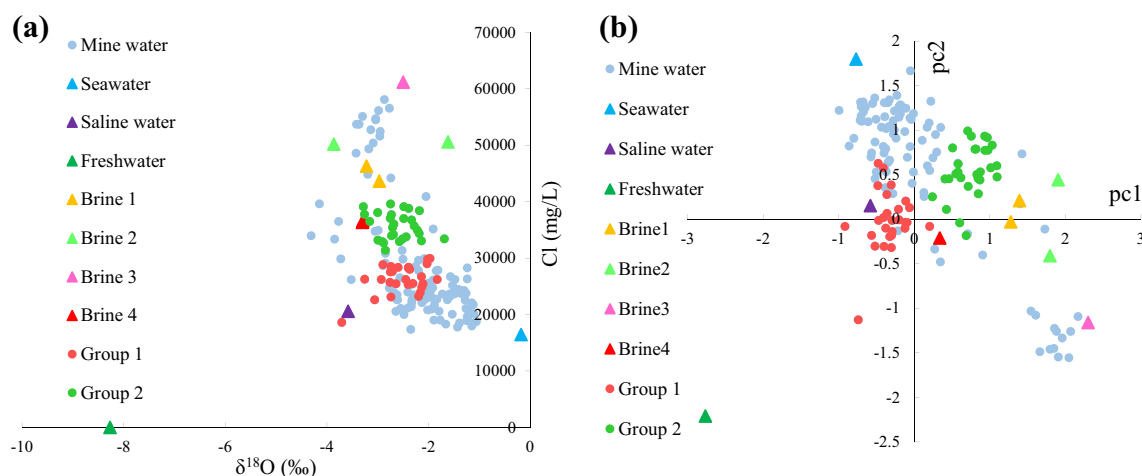 (a)
Mine water
Seawater
Saline water
Freshwater
Brine 1
Brine 2
Brine 3
Brine 4
Group 1
Group 2
70000
60000
50000
40000
30000
20000
10000
0
Cl (mg/L)
-10 -8 -6 -4 -2 0
δ¹⁸O (‰)
(b)
Mine water
Seawater
Saline water
Freshwater
Brine1
Brine2
Brine3
Brine4
Group 1
Group 2
pc2
2
1.5
1
0.5
0
-0.5
-1
-1.5
-2
-2.5
pc1
-3 -2 -1 0 1 2 3